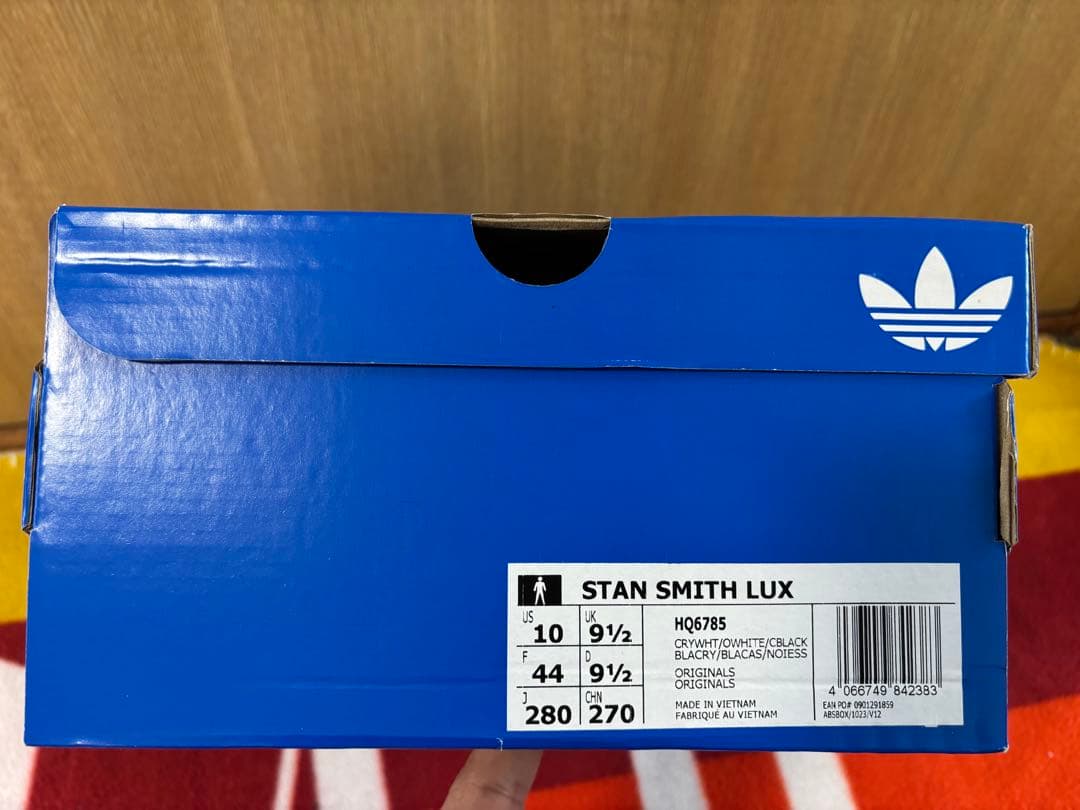 STAN SMITH LUX
US 10 UK 9½
F 44 D 9½
J 280 CHN 270
HQ6785
CRYWHT/OWHITE/CBLACK
BLACRY/BLACAS/NOIESS
ORIGINALS
ORIGINALS
MADE IN VIETNAM
FABRIQUÉ AU VIETNAM
4 066749 842383
EAN PO# 0901291859
ABSBOX/1023/V12